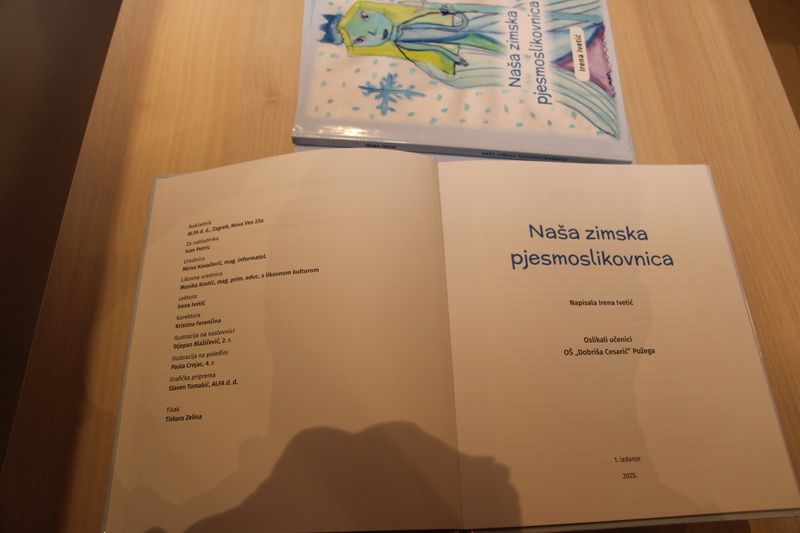 Naša zimska
pjesmoslikovnica
Irena Ivetić
Nakladnik
ALFA d. d., Zagreb, Nova Ves 23a
Za nakladnika
Ivan Petric
Urednica
Mirna Kovačević, mag. informatol.
Likovna urednica
Monika Kostić, mag. prim. educ. s likovnom kulturom
Lektura
Irena Ivetić
Korektura
Kristina Ferenčina
Ilustracija na naslovnici
Stjepan Blažičević, 2. r.
Ilustracija na poleđini
Paola Crnjac, 4. r.
Grafička priprema
Slaven Tomakić, ALFA d. d.
Tisak
Tiskara Zelina
Naša zimska
pjesmoslikovnica
Napisala Irena Ivetić
Oslikali učenici
OŠ „Dobriša Cesarić” Požega
1. izdanje
2025.